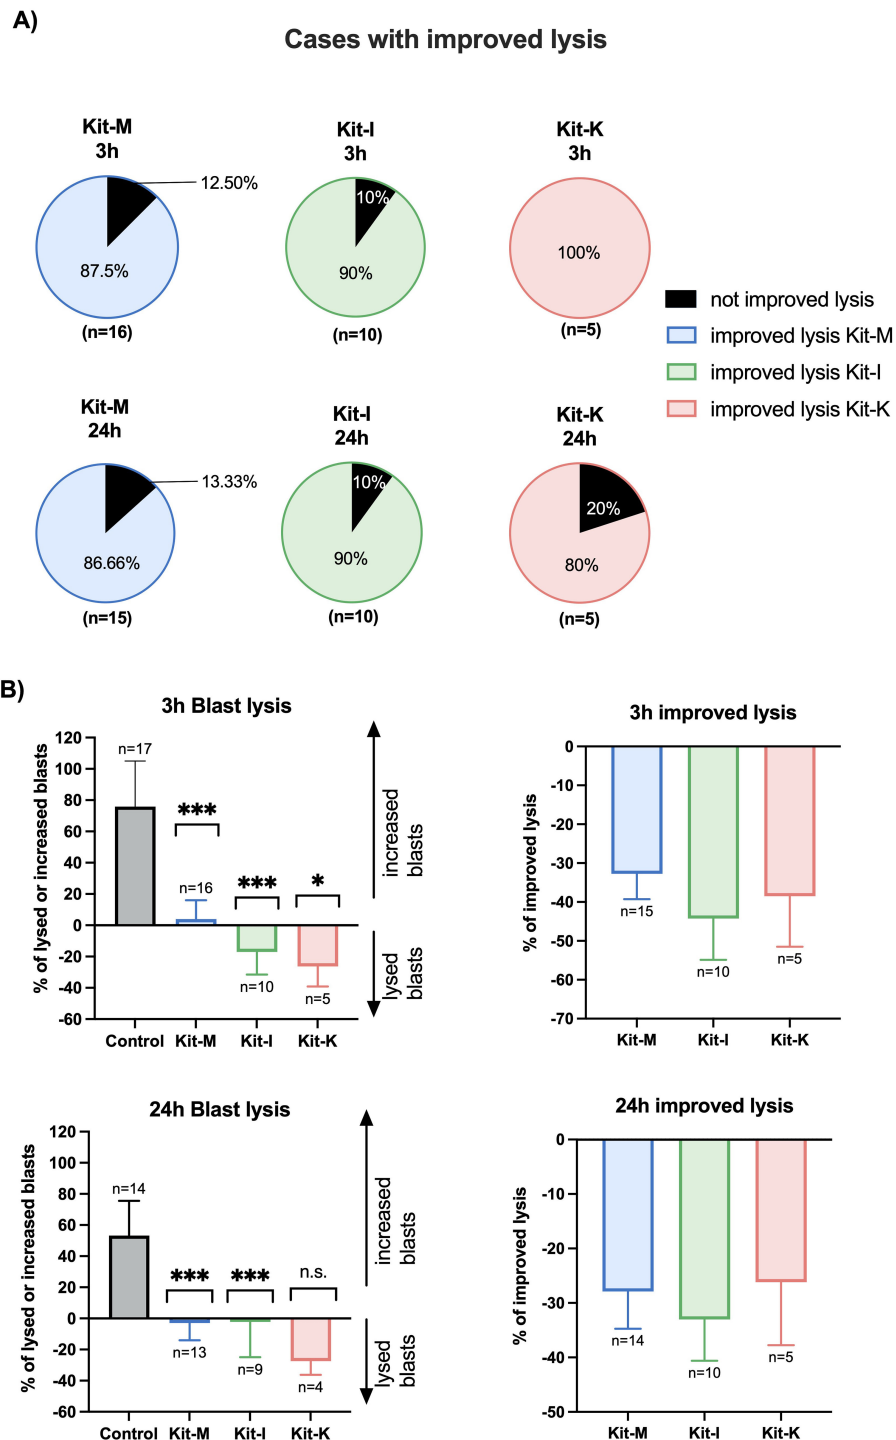 A)
Cases with improved lysis
Kit-M
3h
12.50%
87.5%
(n=16)
Kit-I
3h
10%
90%
(n=10)
Kit-K
3h
100%
(n=5)
not improved lysis
improved lysis Kit-M
improved lysis Kit-I
improved lysis Kit-K
Kit-M
24h
13.33%
86.66%
(n=15)
Kit-I
24h
10%
90%
(n=10)
Kit-K
24h
20%
80%
(n=5)
B)
3h Blast lysis
% of lysed or increased blasts
120
100
80
60
40
20
0
-20
-40
-60
n=17
***
n=16
***
n=10
*
n=5
Control Kit-M Kit-I Kit-K
increased
blasts
lysed
blasts
3h improved lysis
% of improved lysis
0
-10
-20
-30
-40
-50
-60
-70
n=15
n=10
n=5
Kit-M Kit-I Kit-K
24h Blast lysis
% of lysed or increased blasts
120
100
80
60
40
20
0
-20
-40
-60
n=14
***
n=13
***
n=9
n.s.
n=4
Control Kit-M Kit-I Kit-K
increased
blasts
lysed
blasts
24h improved lysis
% of improved lysis
0
-10
-20
-30
-40
-50
n=14
n=10
n=5
Kit-M Kit-I Kit-K